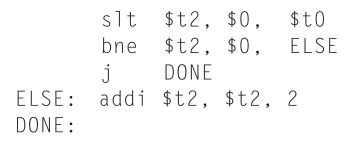 slt $t2, $0, $t0
bne $t2, $0, ELSE
j DONE
ELSE: addi $t2, $t2, 2
DONE: